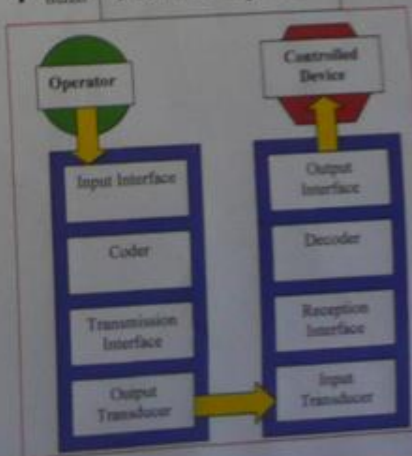 Operator
Input Interface
Coder
Transmission
Interface
Output
Transducer
Controlled
Device
Output
Interface
Decoder
Reception
Interface
Input
Transducer